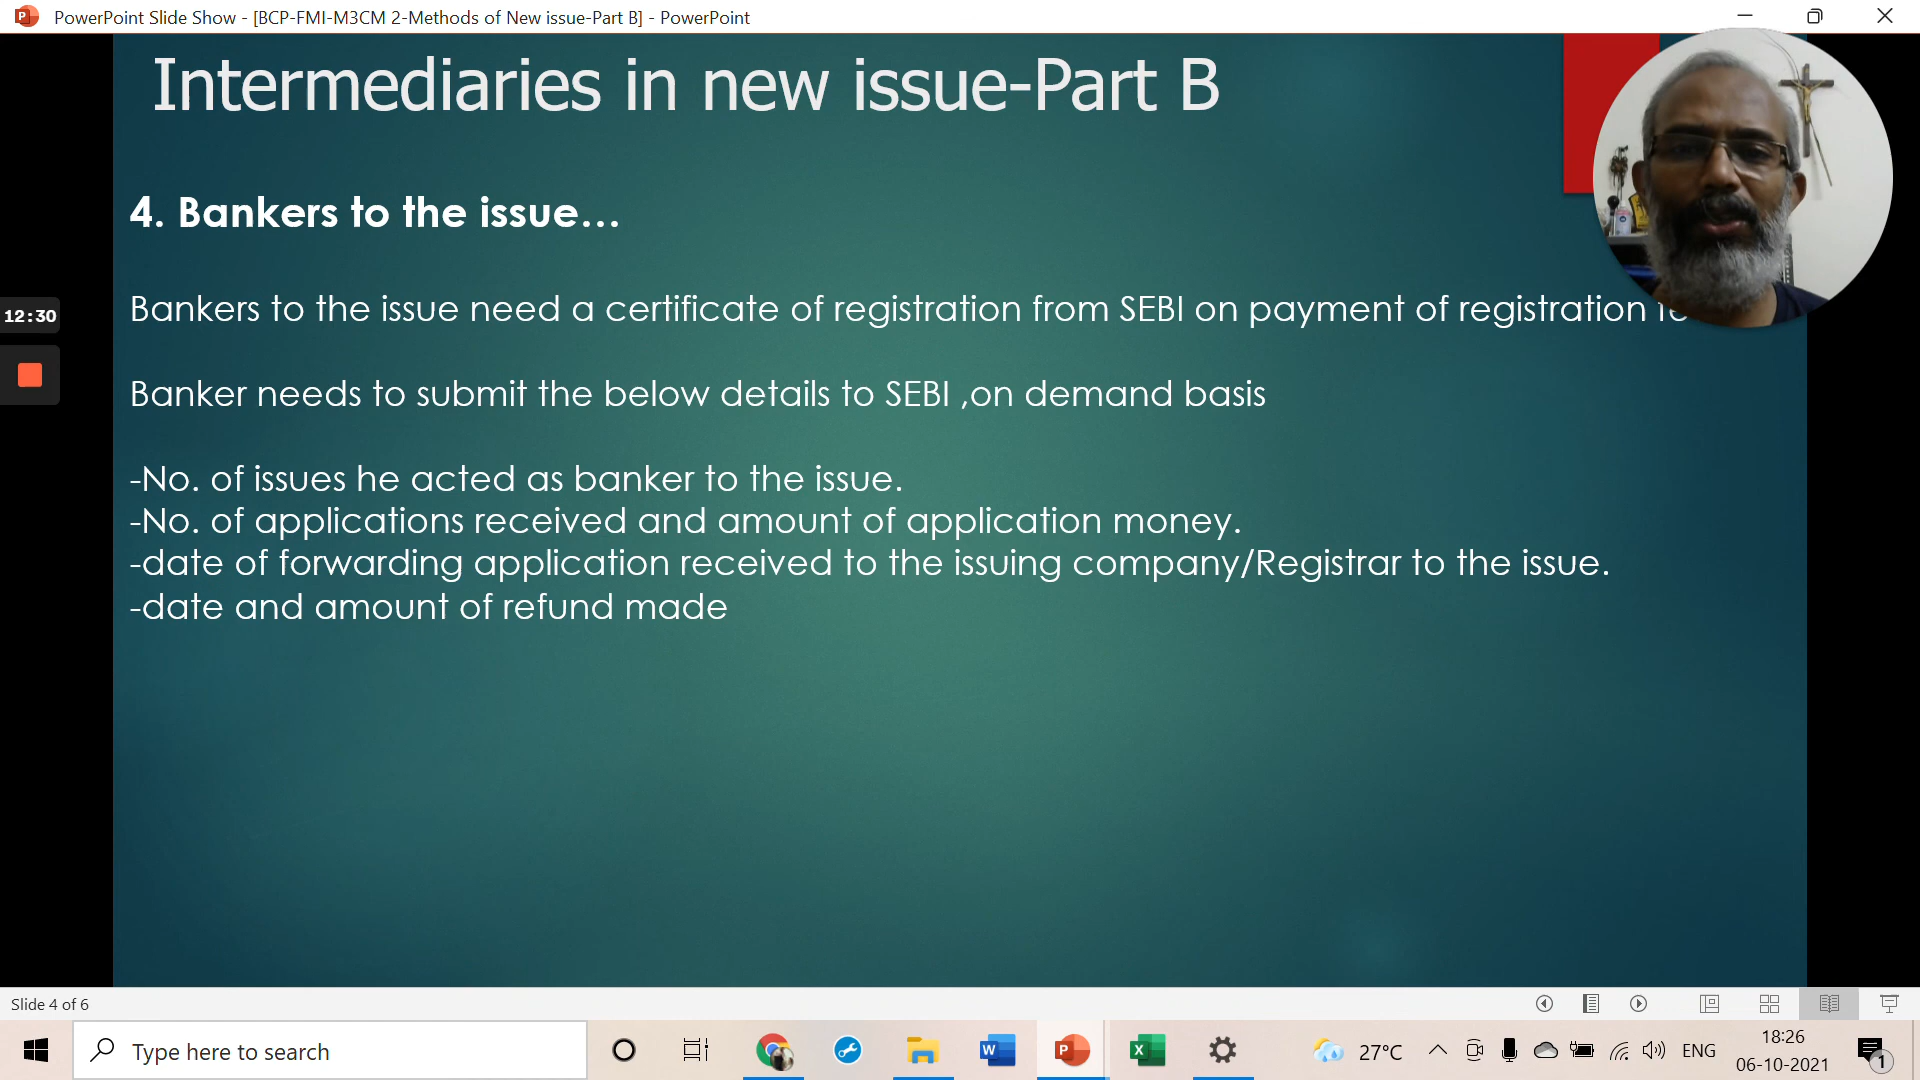 PowerPoint Slide Show - [BCP-FMI-M3CM 2-Methods of New issue-Part B] - PowerPoint
Intermediaries in new issue-Part B
4. Bankers to the issue...
Bankers to the issue need a certificate of registration from SEBI on payment of registration
12:30
Banker needs to submit the below details to SEBI ,on demand basis
-No. of issues he acted as banker to the issue.
-No. of applications received and amount of application money.
-date of forwarding application received to the issuing company/Registrar to the issue.
-date and amount of refund made
Slide 4 of 6
Type here to search
27°C
ENG
18:26
06-10-2021
1